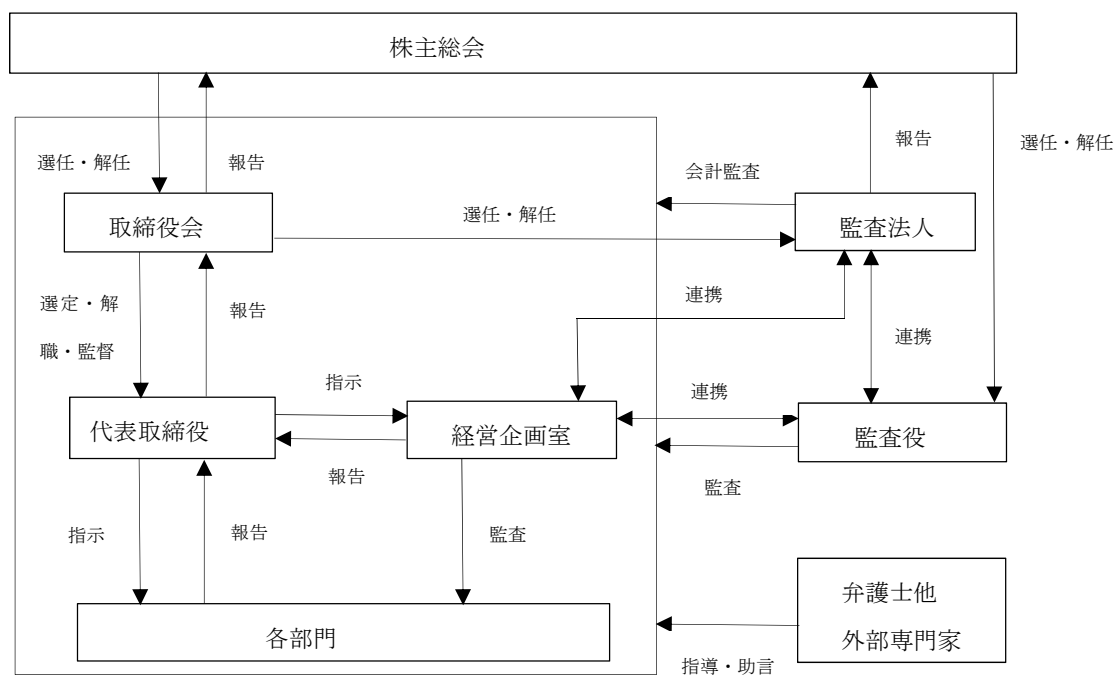 株主総会
選任・解任
報告
報告
選任・解任
会計監査
取締役会
選任・解任
監査法人
選定・解
職・監督
報告
連携
連携
指示
連携
代表取締役
経営企画室
監査役
報告
監査
指示
報告
監査
弁護士他
外部専門家
各部門
指導・助言